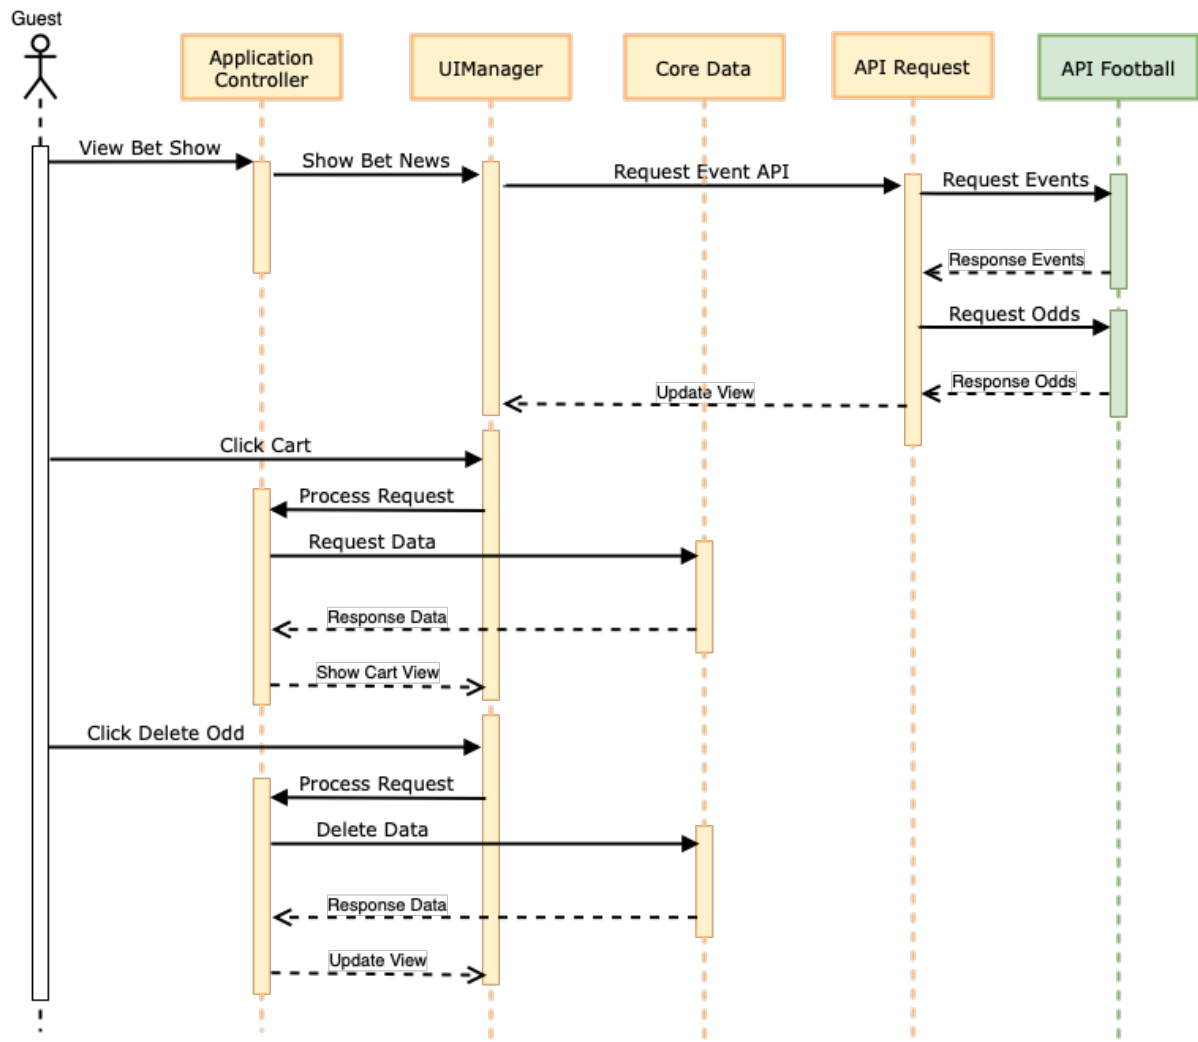 Guest
Application
Controller
UIManager
Core Data
API Request
API Football
View Bet Show
Show Bet News
Request Event API
Request Events
Response Events
Request Odds
Response Odds
Update View
Click Cart
Process Request
Request Data
Response Data
Show Cart View
Click Delete Odd
Process Request
Delete Data
Response Data
Update View